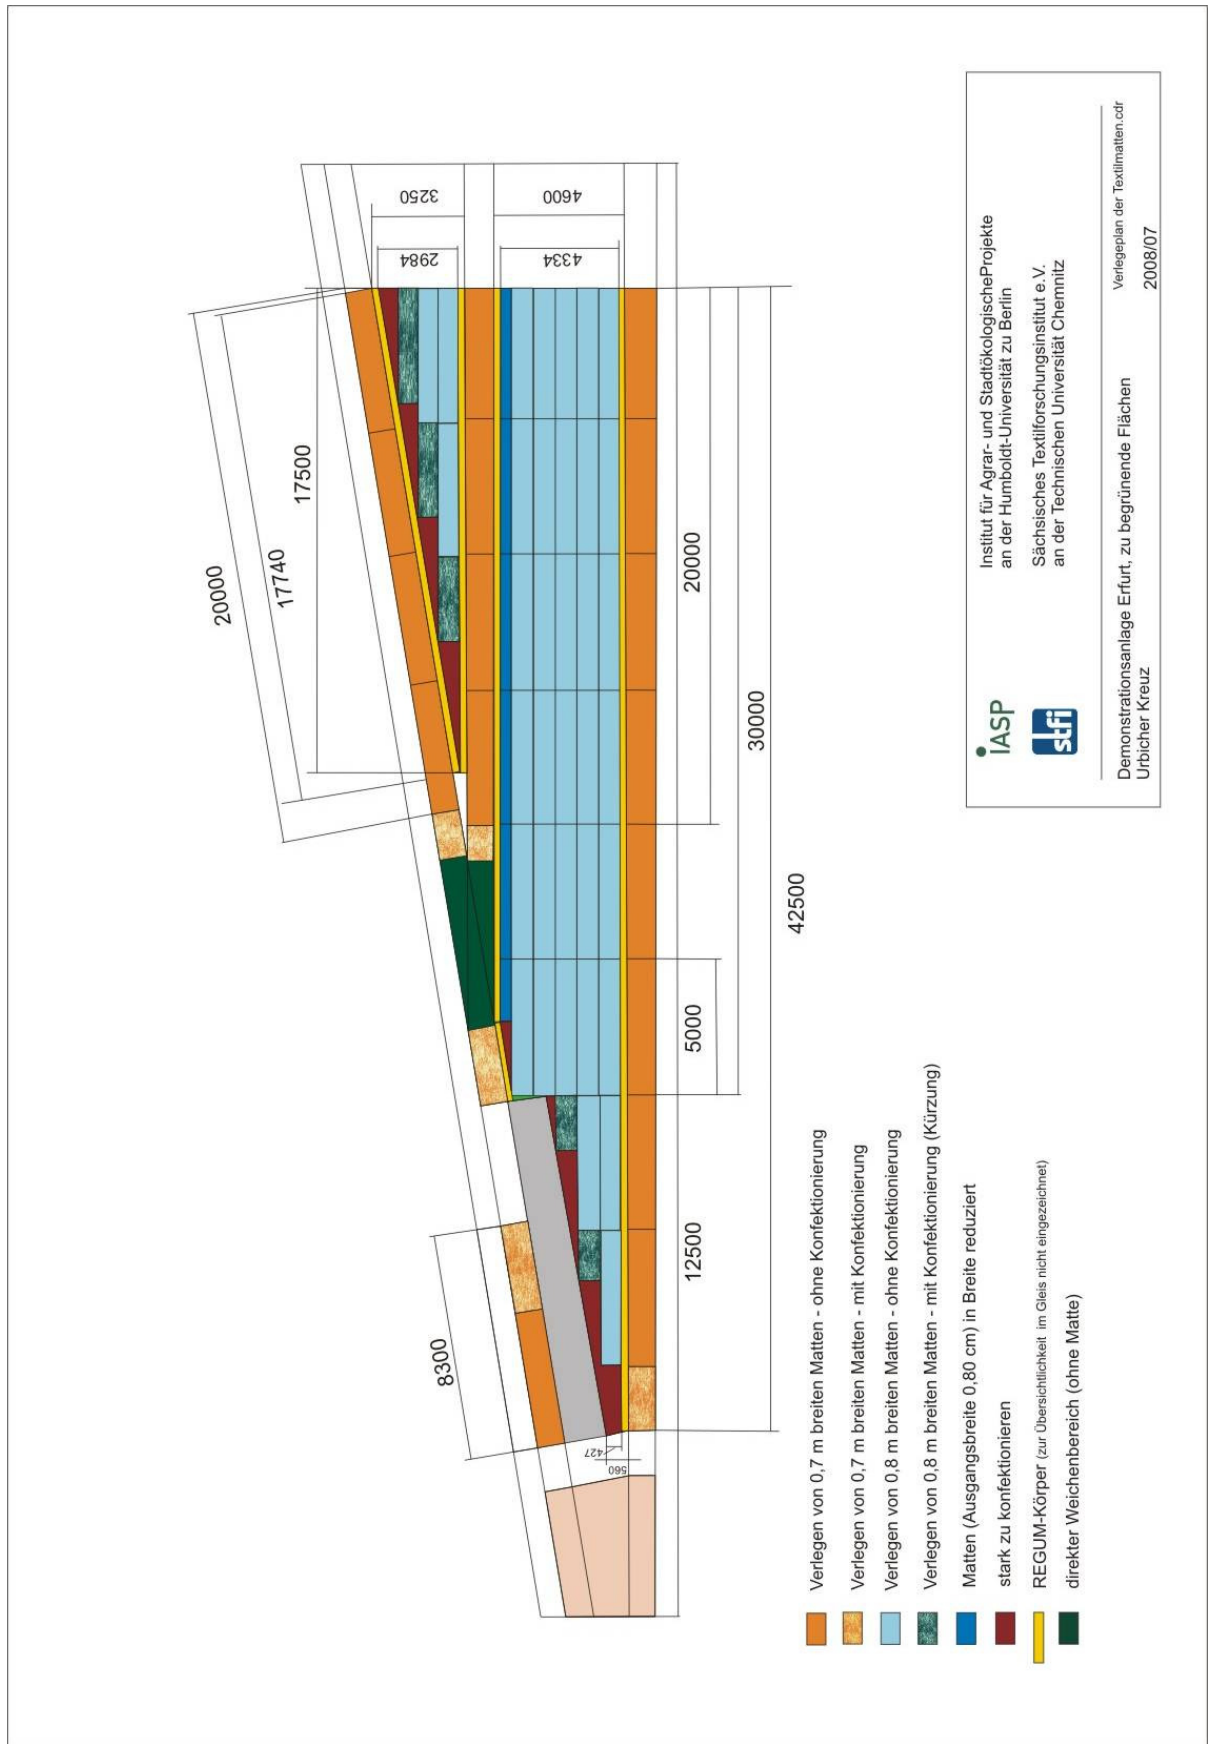 20000
17740
17500
3250
2984
4600
4334
20000
30000
42500
5000
12500
8300
427
560
Verlegen von 0,7 m breiten Matten - ohne Konfektionierung
Verlegen von 0,7 m breiten Matten - mit Konfektionierung
Verlegen von 0,8 m breiten Matten - ohne Konfektionierung
Verlegen von 0,8 m breiten Matten - mit Konfektionierung (Kürzung)
Matten (Ausgangsbreite 0,80 cm) in Breite reduziert
stark zu konfektionieren
REGUM-Körper (zur Übersichtlichkeit im Gleis nicht eingezeichnet)
direkter Weichenbereich (ohne Matte)
IASP
Institut für Agrar- und StadtökologischeProjekte
an der Humboldt-Universität zu Berlin
stfi
Sächsisches Textilforschungsinstitut e.V.
an der Technischen Universität Chemnitz
Demonstrationsanlage Erfurt, zu begrünende Flächen
Urbicher Kreuz
Verlegeplan der Textilmatten.cdr
2008/07